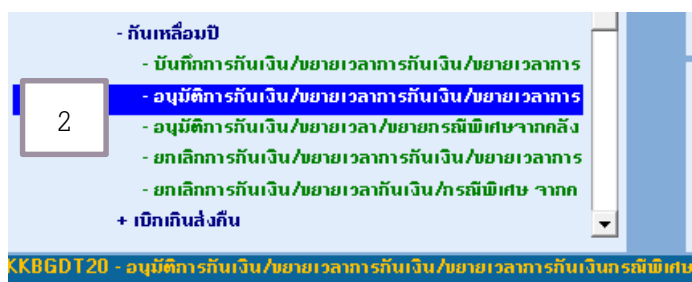 - กันเหลื่อมปี
- บันทึกการกันเงิน/ขยายเวลาการกันเงิน/ขยายเวลาการ
- อนุมัติการกันเงิน/ขยายเวลาการกันเงิน/ขยายเวลาการ
2
- อนุมัติการกันเงิน/ขยายเวลา/ขยายกรณีพิเศษจากคลัง
- ยกเลิกการกันเงิน/ขยายเวลาการกันเงิน/ขยายเวลาการ
- ยกเลิกการกันเงิน/ขยายเวลากันเงิน/กรณีพิเศษ จากค
+ เบิกเกินส่งคืน
KKBGDT20 - อนุมัติการกันเงิน/ขยายเวลาการกันเงิน/ขยายเวลาการกันเงินกรณีพิเศษ